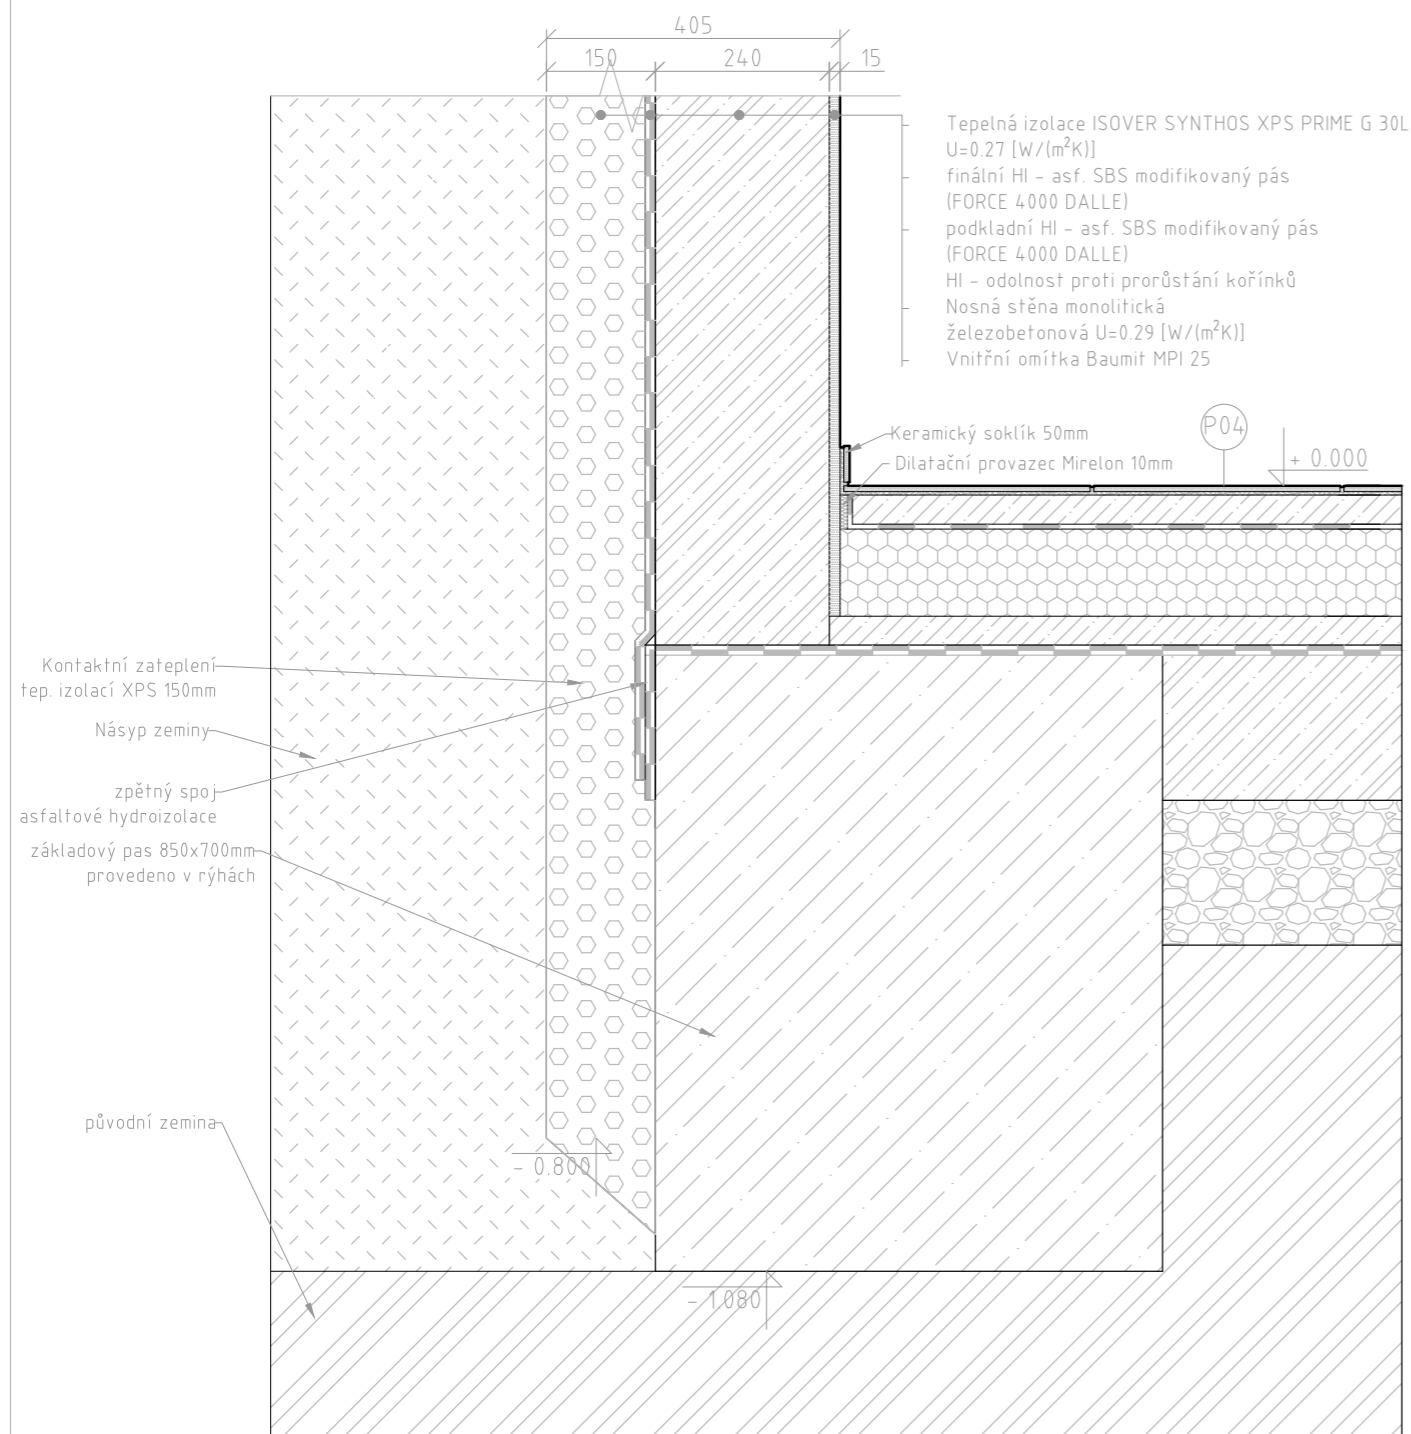 405
150 240 15
Tepelná izolace ISOVER SYNTHOS XPS PRIME G 30L
U=0.27 [W/(m²K)]
finální HI - asf. SBS modifikovaný pás
(FORCE 4000 DALLE)
podkladní HI - asf. SBS modifikovaný pás
(FORCE 4000 DALLE)
HI - odolnost proti prorůstání kořínků
Nosná stěna monolitická
železobetonová U=0.29 [W/(m²K)]
Vnitřní omítka Baumit MPI 25
Keramický soklík 50mm
P04
+ 0.000
Dilatační provazec Mirelon 10mm
Kontaktní zateplení
tep. izolací XPS 150mm
Násyp zeminy
zpětný spoj
asfaltové hydroizolace
základový pas 850x700mm
provedeno v rýhách
původní zemina
- 0.800
- 1.080